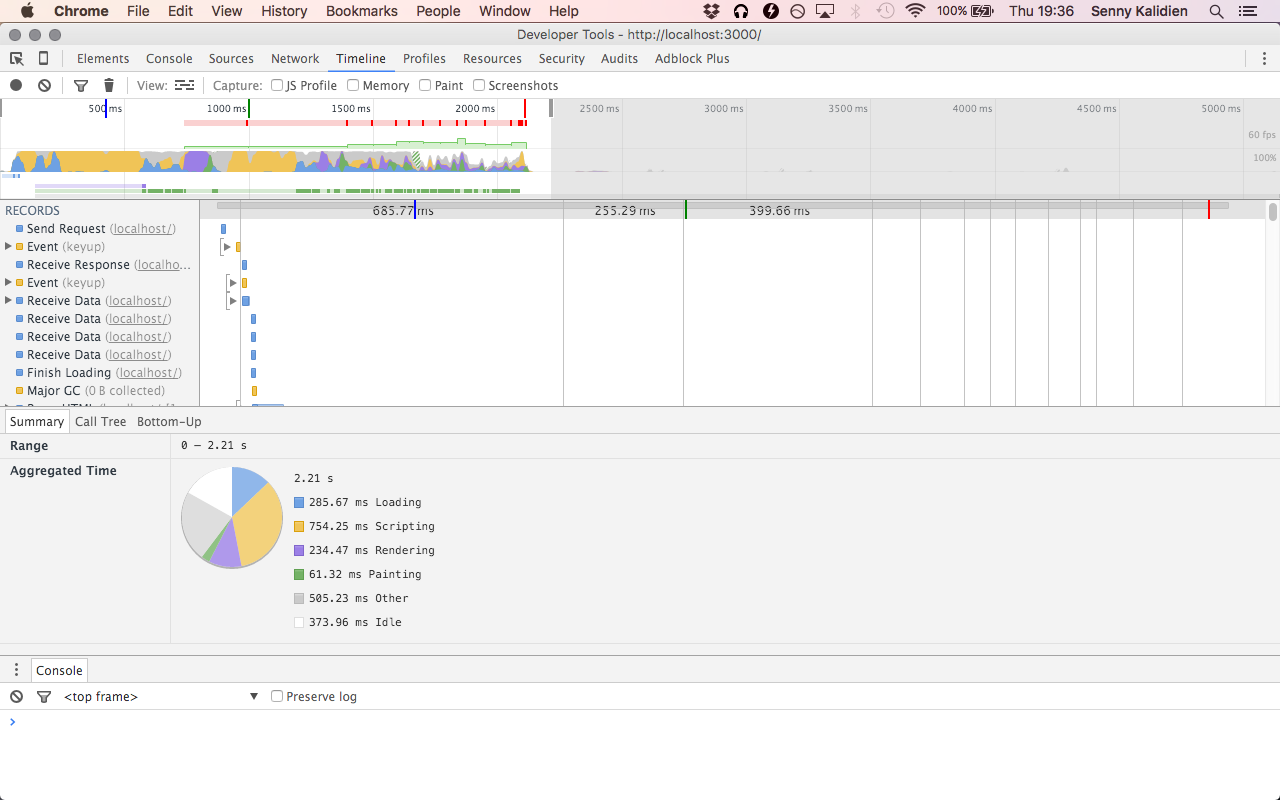 Chrome File Edit View History Bookmarks People Window Help 100% Thu 19:36 Senny Kalidien
Developer Tools - http://localhost:3000/
Elements Console Sources Network Timeline Profiles Resources Security Audits Adblock Plus
View: Capture: JS Profile Memory Paint Screenshots
500 ms 1000 ms 1500 ms 2000 ms 2500 ms 3000 ms 3500 ms 4000 ms 4500 ms 5000 ms
60 fps
100%
RECORDS 685.77 ms 255.29 ms 399.66 ms
Send Request (localhost/)
Event (keyup)
Receive Response (localho...
Event (keyup)
Receive Data (localhost/)
Receive Data (localhost/)
Receive Data (localhost/)
Receive Data (localhost/)
Finish Loading (localhost/)
Major GC (0 B collected)
Summary Call Tree Bottom-Up
Range 0 – 2.21 s
Aggregated Time
2.21 s
285.67 ms Loading
754.25 ms Scripting
234.47 ms Rendering
61.32 ms Painting
505.23 ms Other
373.96 ms Idle
Console
<top frame> ▼ Preserve log
>